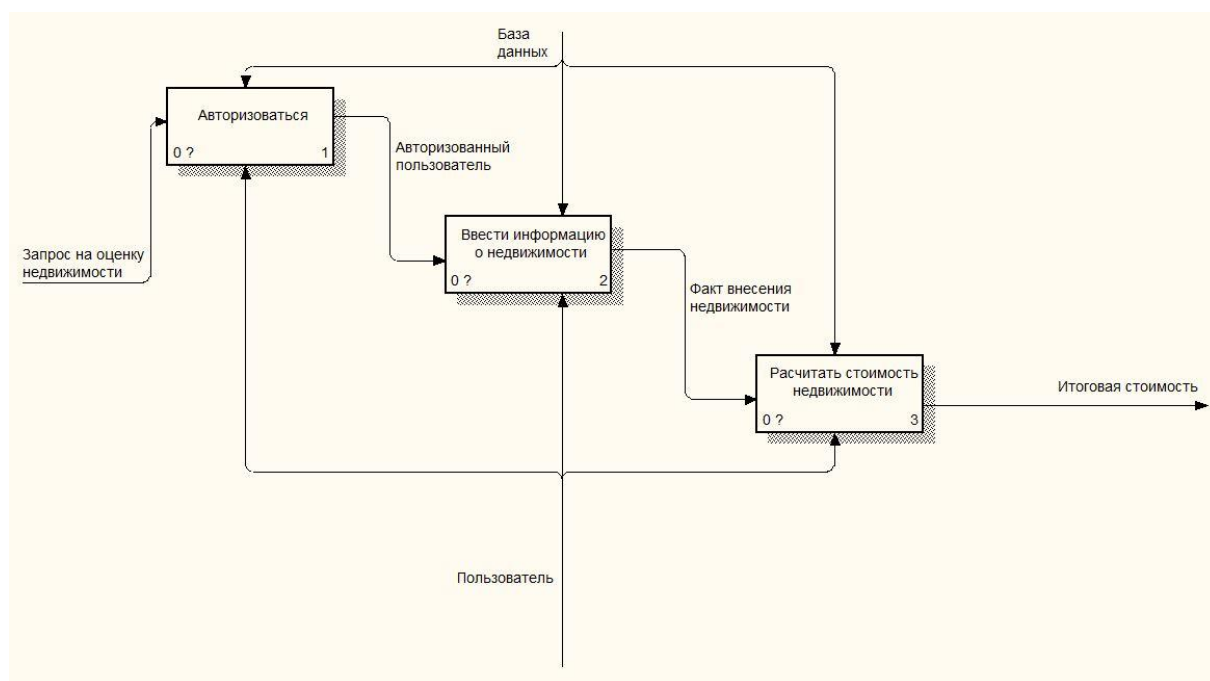 База
данных
Авторизоваться
0 ?
1
Авторизованный
пользователь
Ввести информацию
о недвижимости
0 ?
2
Запрос на оценку
недвижимости
Факт внесения
недвижимости
Расчитать стоимость
недвижимости
0 ?
3
Итоговая стоимость
Пользователь